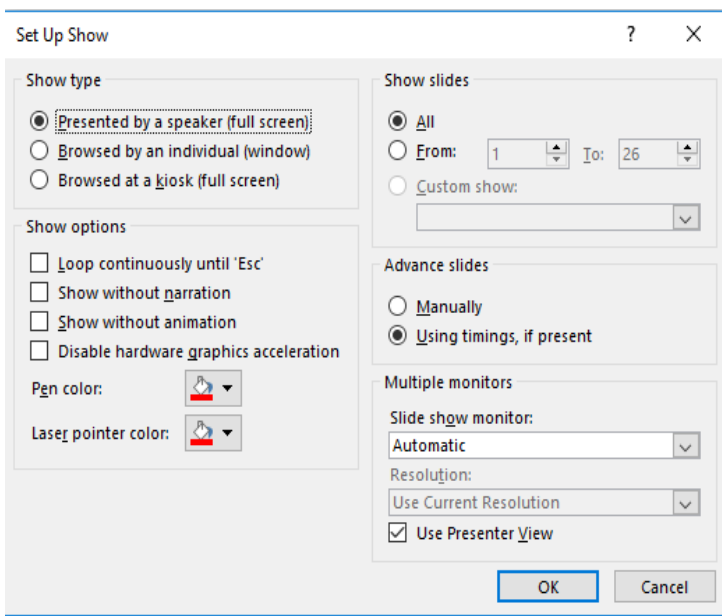 Set Up Show ?
Show type
Presented by a speaker (full screen)
Browsed by an individual (window)
Browsed at a kiosk (full screen)
Show options
Loop continuously until 'Esc'
Show without narration
Show without animation
Disable hardware graphics acceleration
Pen color:
Laser pointer color:
Show slides
All
From: 1 To: 26
Custom show:
Advance slides
Manually
Using timings, if present
Multiple monitors
Slide show monitor:
Automatic
Resolution:
Use Current Resolution
Use Presenter View
OK Cancel